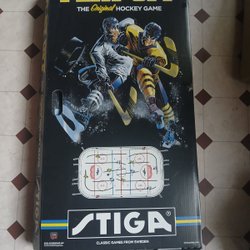 THE Original HOCKEY GAME
STIGA
CLASSIC GAMES FROM SWEDEN